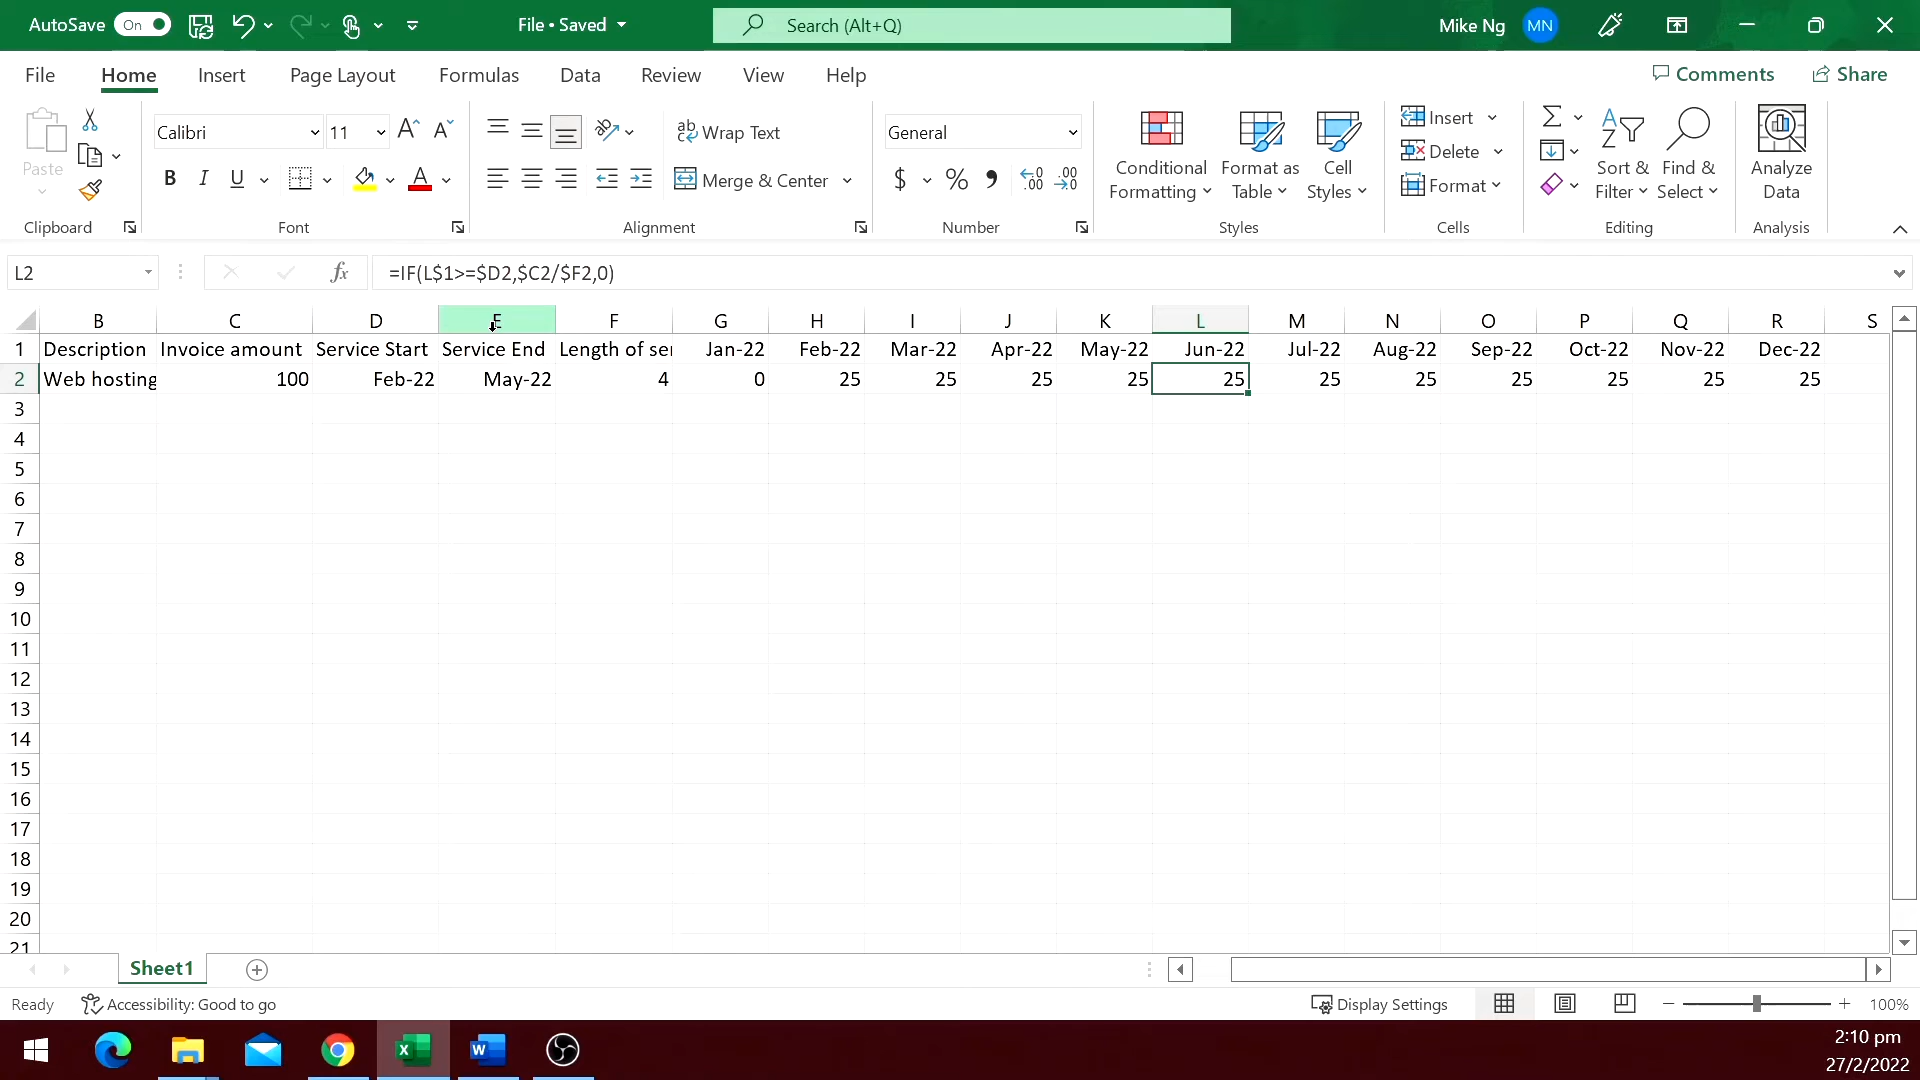 AutoSave On File • Saved Search (Alt+Q) Mike Ng MN
File Home Insert Page Layout Formulas Data Review View Help Comments Share
Calibri 11 ab Wrap Text General Insert
Paste Conditional Format as Cell Delete Sort & Find & Analyze
B I U Merge & Center $ % Formatting Table Styles Format Filter Select Data
Clipboard Font Alignment Number Styles Cells Editing Analysis
L2 fx =IF(L$1>=$D2,$C2/$F2,0)
B C D E F G H I J K L M N O P Q R S
1 Description Invoice amount Service Start Service End Length of ser Jan-22 Feb-22 Mar-22 Apr-22 May-22 Jun-22 Jul-22 Aug-22 Sep-22 Oct-22 Nov-22 Dec-22
2 Web hosting 100 Feb-22 May-22 4 0 25 25 25 25 25 25 25 25 25 25 25
3
4
5
6
7
8
9
10
11
12
13
14
15
16
17
18
19
20
21
Sheet1
Ready Accessibility: Good to go Display Settings 100%
2:10 pm
27/2/2022